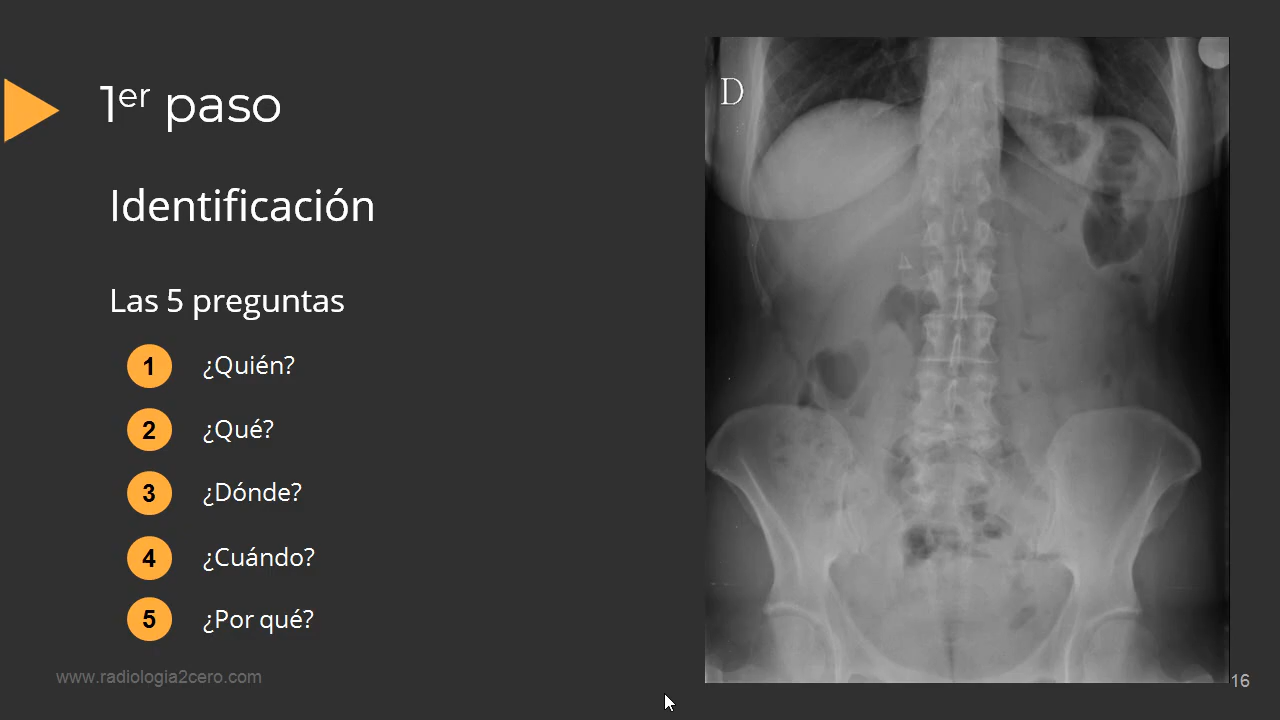 1er paso
Identificación
Las 5 preguntas
1 ¿Quién?
2 ¿Qué?
3 ¿Dónde?
4 ¿Cuándo?
5 ¿Por qué?
www.radiologia2cero.com
D
16